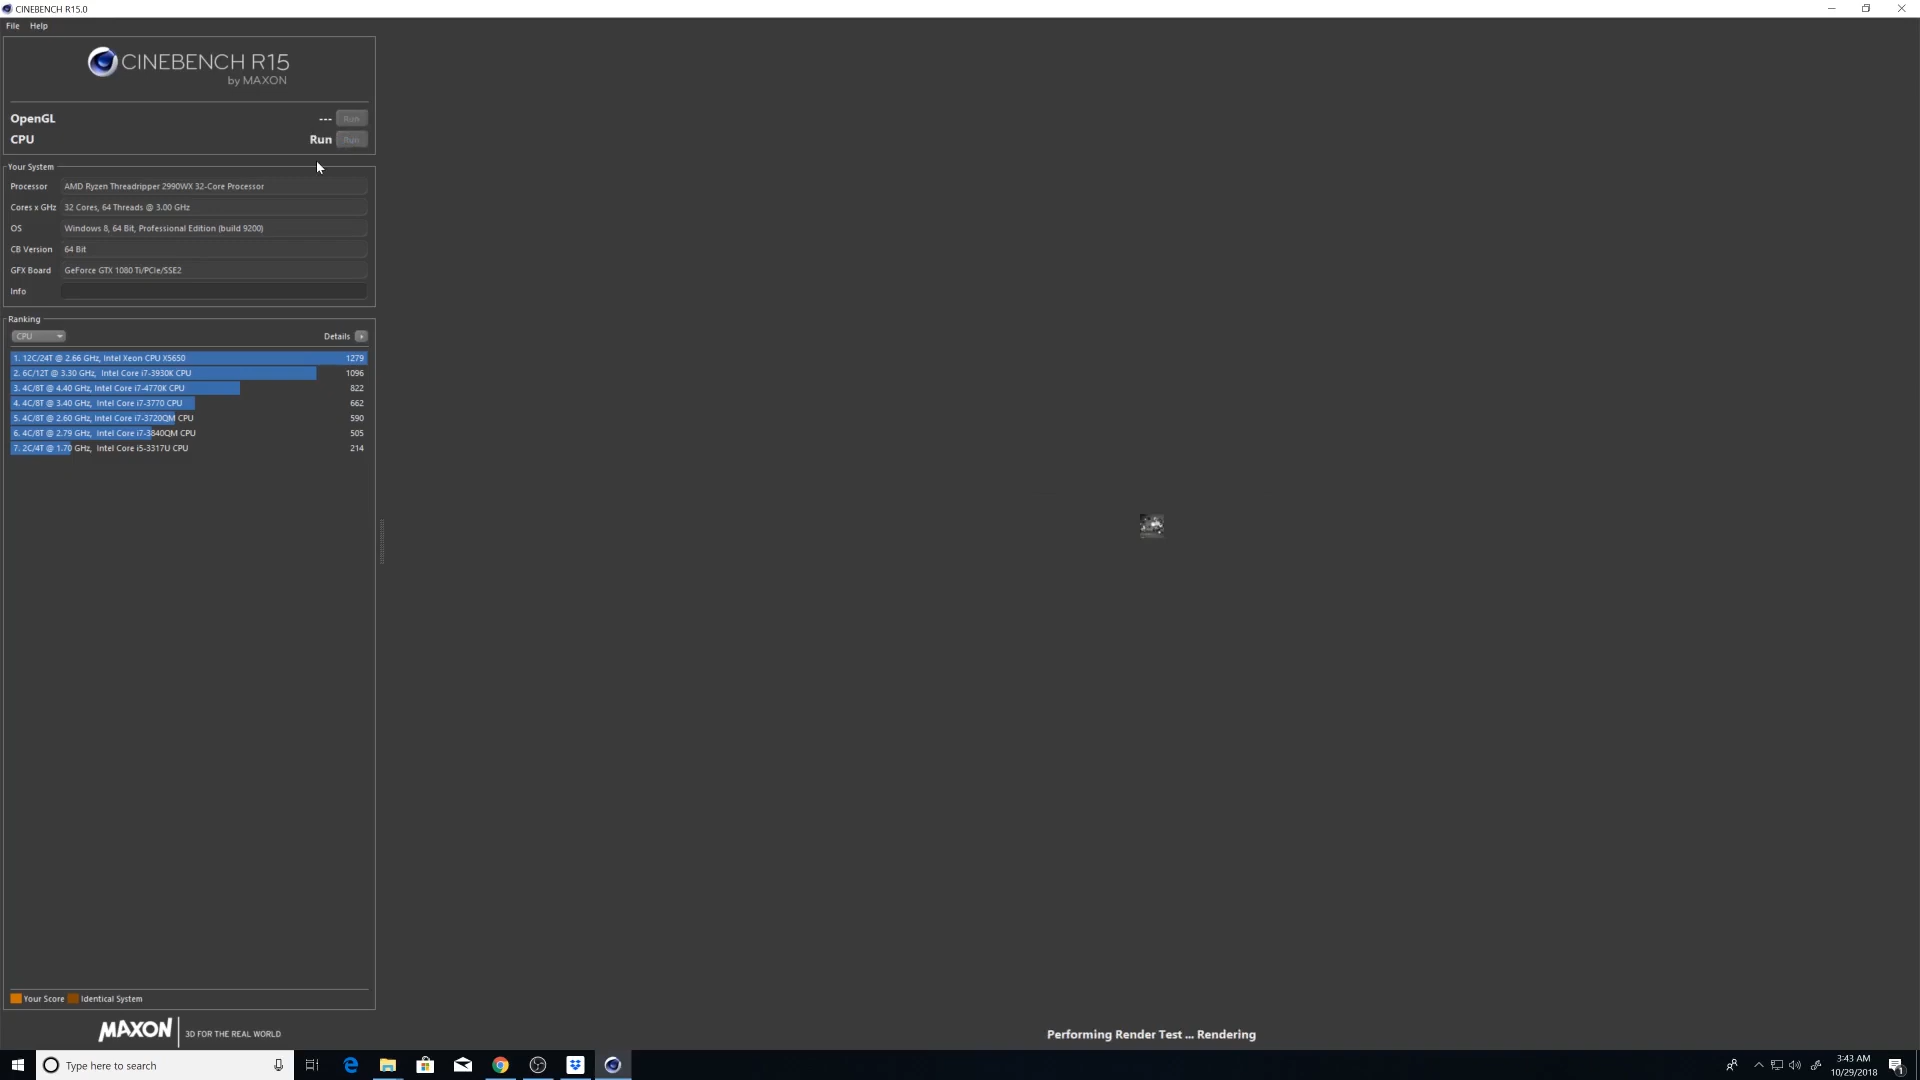 CINEBENCH R15.0
File Help
CINEBENCH R15
by MAXON
OpenGL --- Run
CPU Run Run
Your System
Processor AMD Ryzen Threadripper 2990WX 32-Core Processor
Cores x GHz 32 Cores, 64 Threads @ 3.00 GHz
OS Windows 8, 64 Bit, Professional Edition (build 9200)
CB Version 64 Bit
GFX Board GeForce GTX 1080 Ti/PCIe/SSE2
Info
Ranking
CPU Details
1. 12C/24T @ 2.66 GHz, Intel Xeon CPU X5650 1279
2. 6C/12T @ 3.30 GHz, Intel Core i7-3930K CPU 1096
3. 4C/8T @ 4.40 GHz, Intel Core i7-4770K CPU 822
4. 4C/8T @ 3.40 GHz, Intel Core i7-3770 CPU 662
5. 4C/8T @ 2.60 GHz, Intel Core i7-3720QM CPU 590
6. 4C/8T @ 2.79 GHz, Intel Core i7-3840QM CPU 505
7. 2C/4T @ 1.70 GHz, Intel Core i5-3317U CPU 214
Your Score Identical System
MAXON 3D FOR THE REAL WORLD
Performing Render Test ... Rendering
Type here to search
3:43 AM
10/29/2018
1